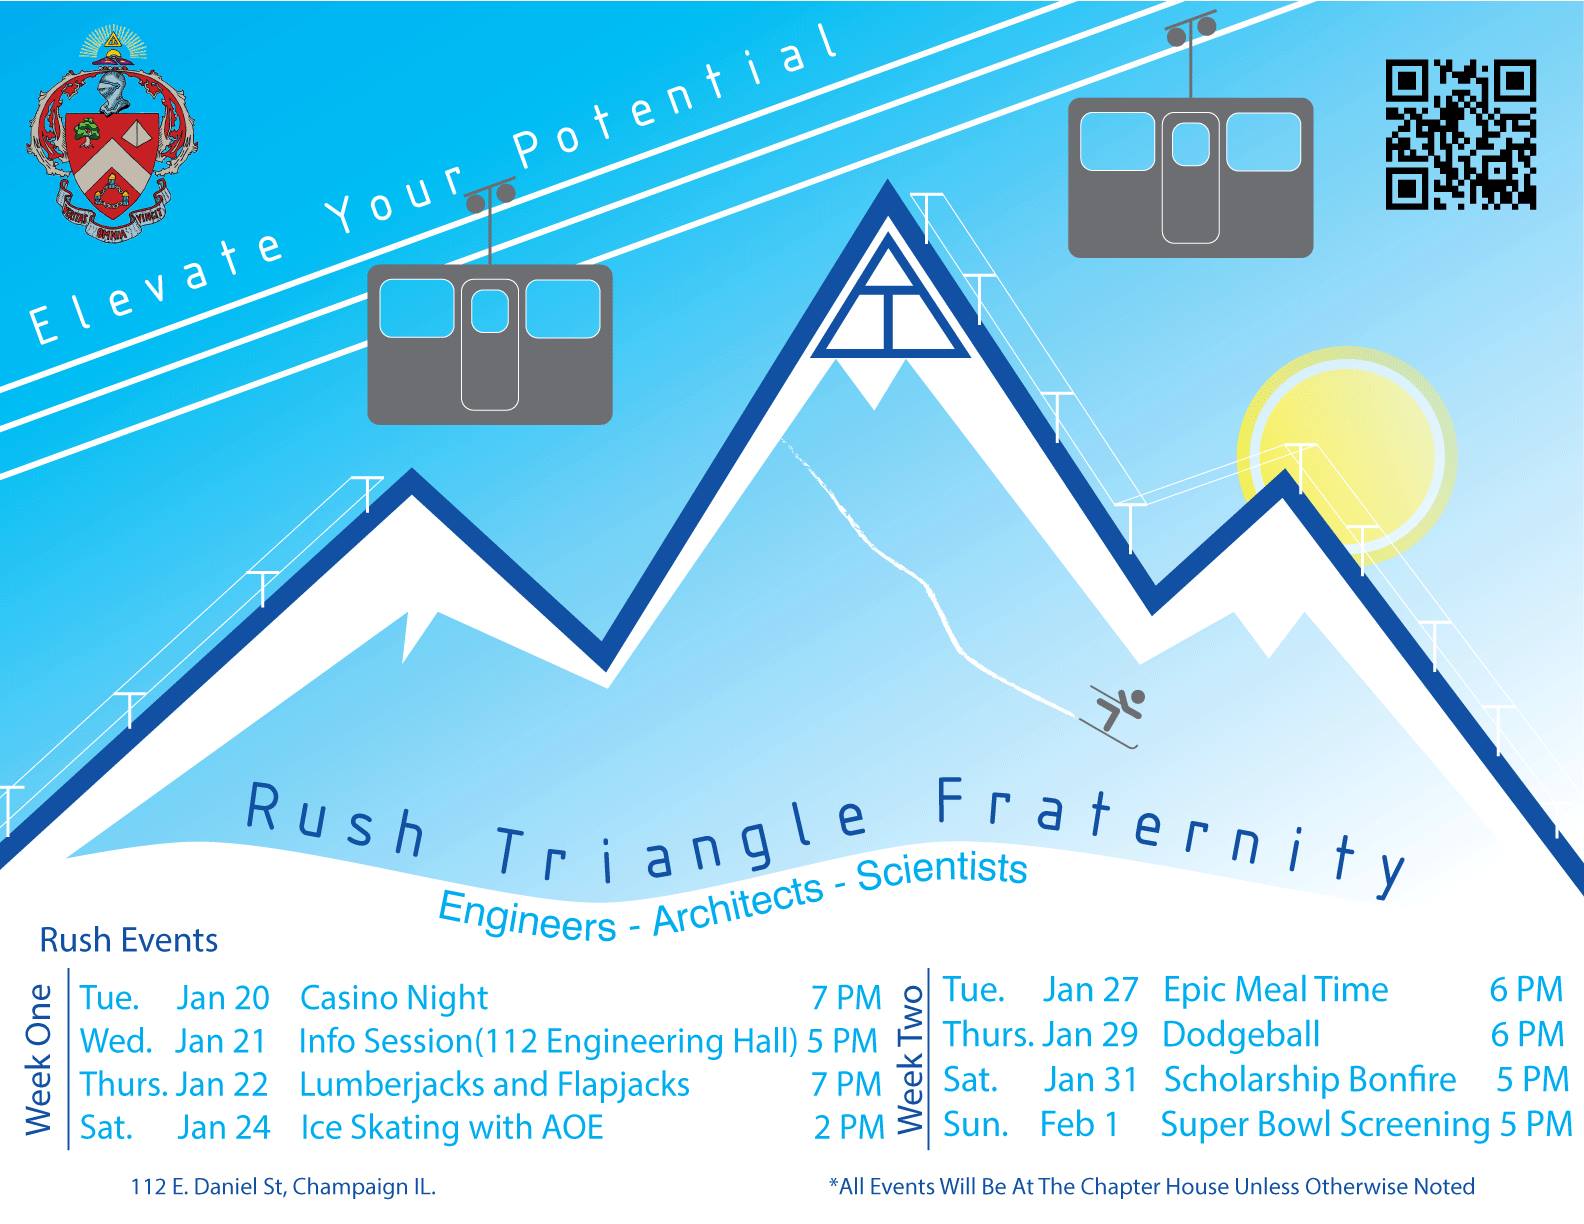 Elevate Your Potential
VERITAS OMNIA VINCIT
Rush Triangle Fraternity
Engineers - Architects - Scientists
Rush Events
Week One
Tue. Jan 20 Casino Night 7 PM
Wed. Jan 21 Info Session(112 Engineering Hall) 5 PM
Thurs. Jan 22 Lumberjacks and Flapjacks 7 PM
Sat. Jan 24 Ice Skating with AOE 2 PM
Week Two
Tue. Jan 27 Epic Meal Time 6 PM
Thurs. Jan 29 Dodgeball 6 PM
Sat. Jan 31 Scholarship Bonfire 5 PM
Sun. Feb 1 Super Bowl Screening 5 PM
112 E. Daniel St, Champaign IL.
*All Events Will Be At The Chapter House Unless Otherwise Noted